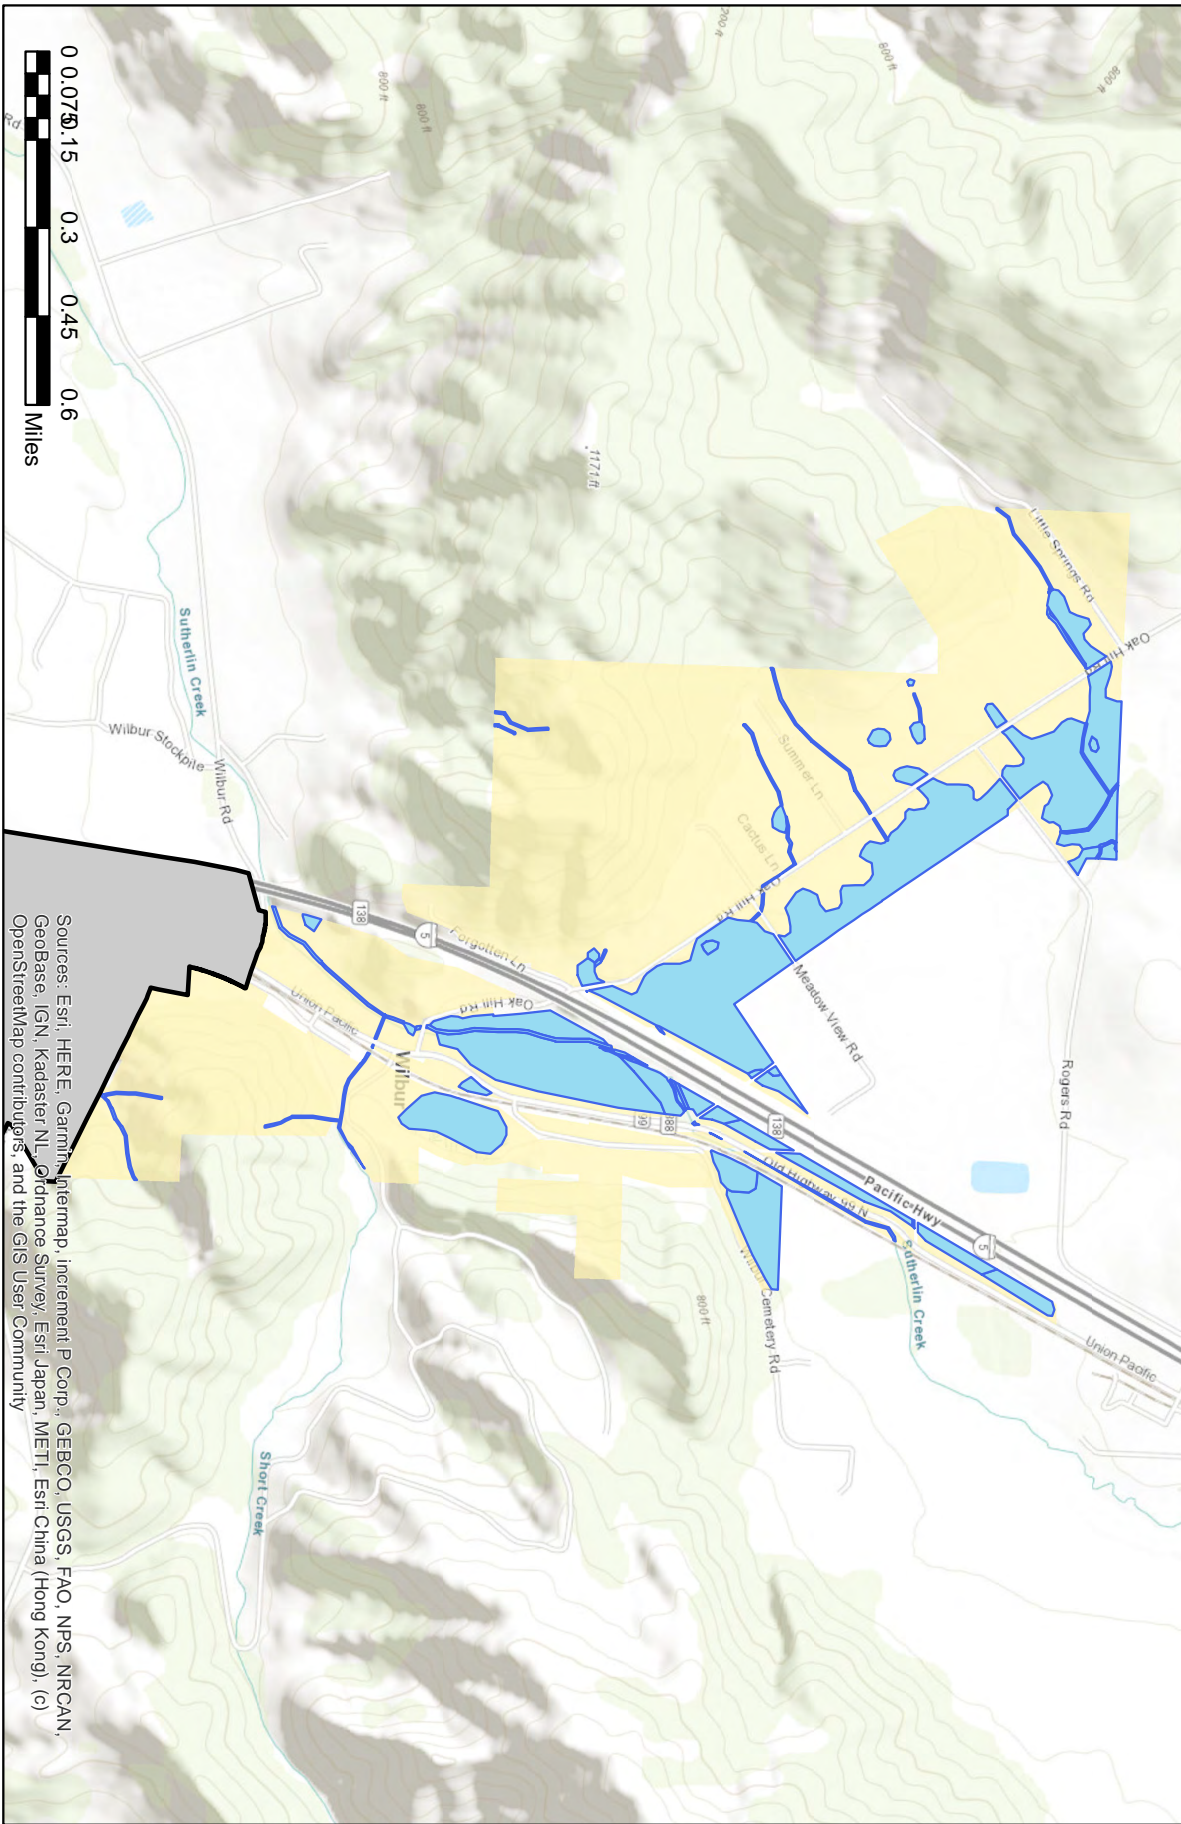 200 ft
800 ft
800 ft
800 ft
800 ft
0 0.075 0.15 0.3 0.45 0.6
Miles
Rd
1171 ft
Little Springs Rd
Oak Hill Rd
Sutherlin Creek
Wilbur Stockpile
Wilbur Rd
Summer Ln
Cactus Ln
Oak Hill Rd
138
5
Forgotten Ln
Meadow View Rd
Oak Hill Rd
Union Pacific
Wilbur
Rogers Rd
99
138
Old Highway 99 N
Pacific Hwy
5
Sutherlin Creek
Wilbur Cemetery Rd
800 ft
Union Pacific
Short Creek
Sources: Esri, HERE, Garmin, Intermap, increment P Corp., GEBCO, USGS, FAO, NPS, NRCAN,
GeoBase, IGN, Kadaster NL, Ordnance Survey, Esri Japan, METI, Esri China (Hong Kong), (c)
OpenStreetMap contributors, and the GIS User Community